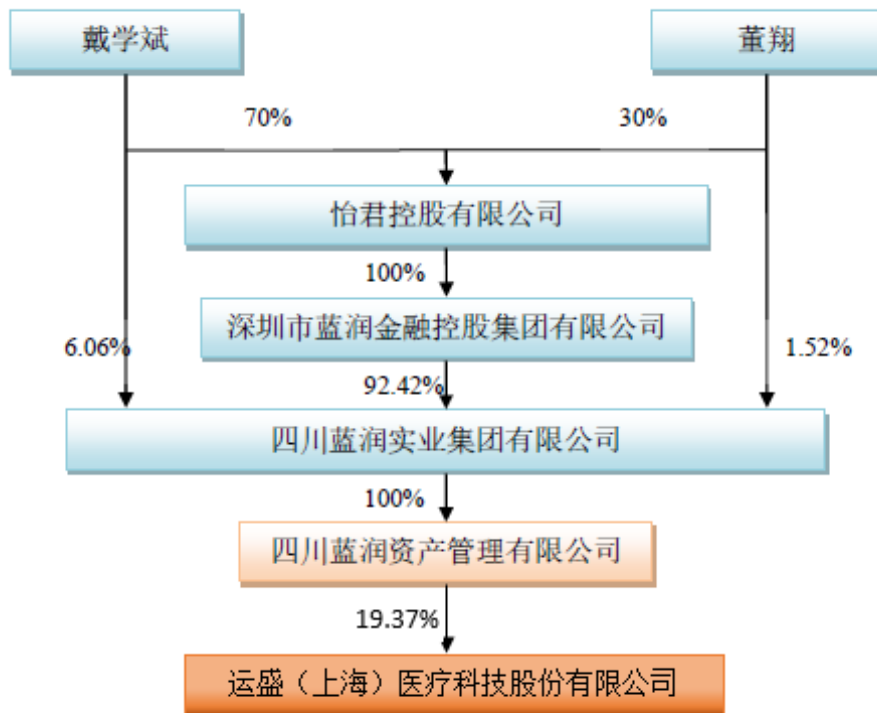 戴学斌
董翔
70%
30%
怡君控股有限公司
100%
深圳市蓝润金融控股集团有限公司
6.06%
1.52%
92.42%
四川蓝润实业集团有限公司
100%
四川蓝润资产管理有限公司
19.37%
运盛（上海）医疗科技股份有限公司